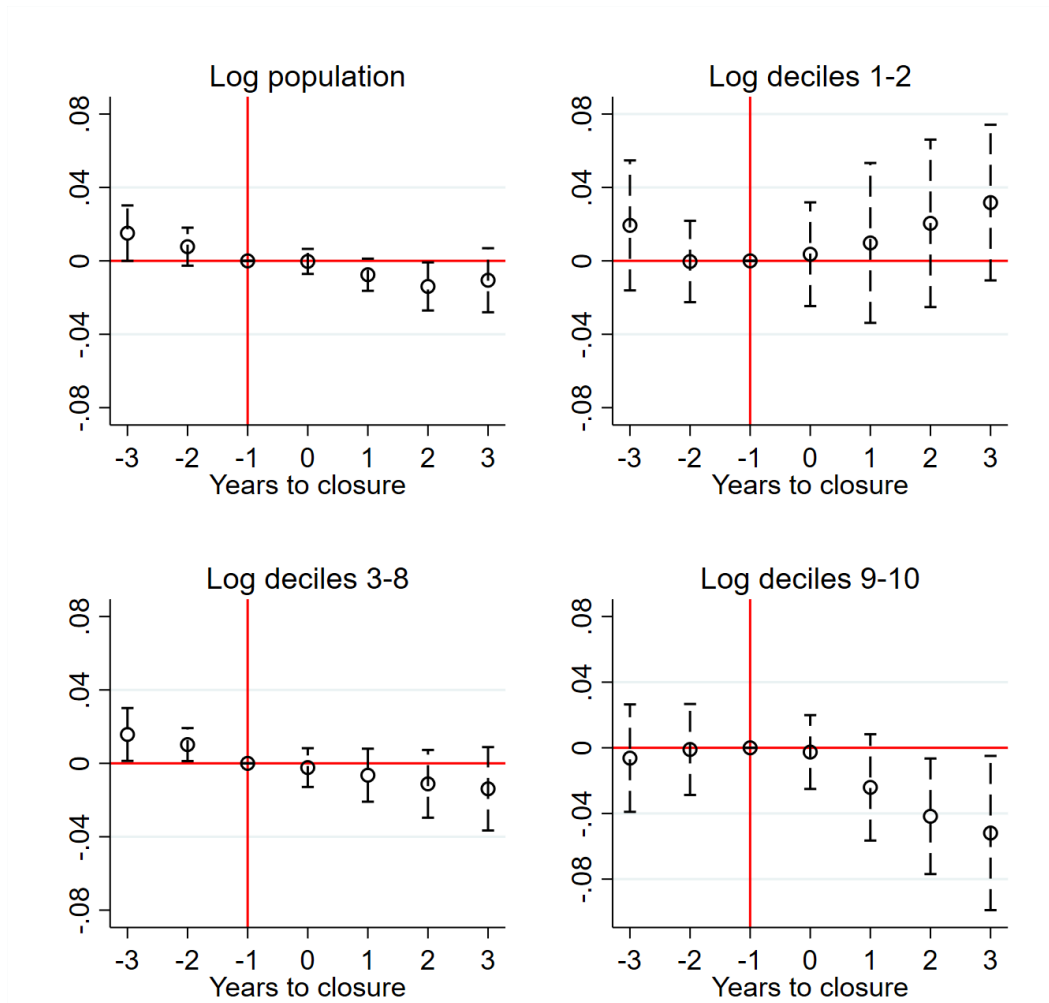 Log population
.08
.04
0
-.04
-.08
-3 -2 -1 0 1 2 3
Years to closure
Log deciles 1-2
.08
.04
0
-.04
-.08
-3 -2 -1 0 1 2 3
Years to closure
Log deciles 3-8
.08
.04
0
-.04
-.08
-3 -2 -1 0 1 2 3
Years to closure
Log deciles 9-10
.08
.04
0
-.04
-.08
-3 -2 -1 0 1 2 3
Years to closure